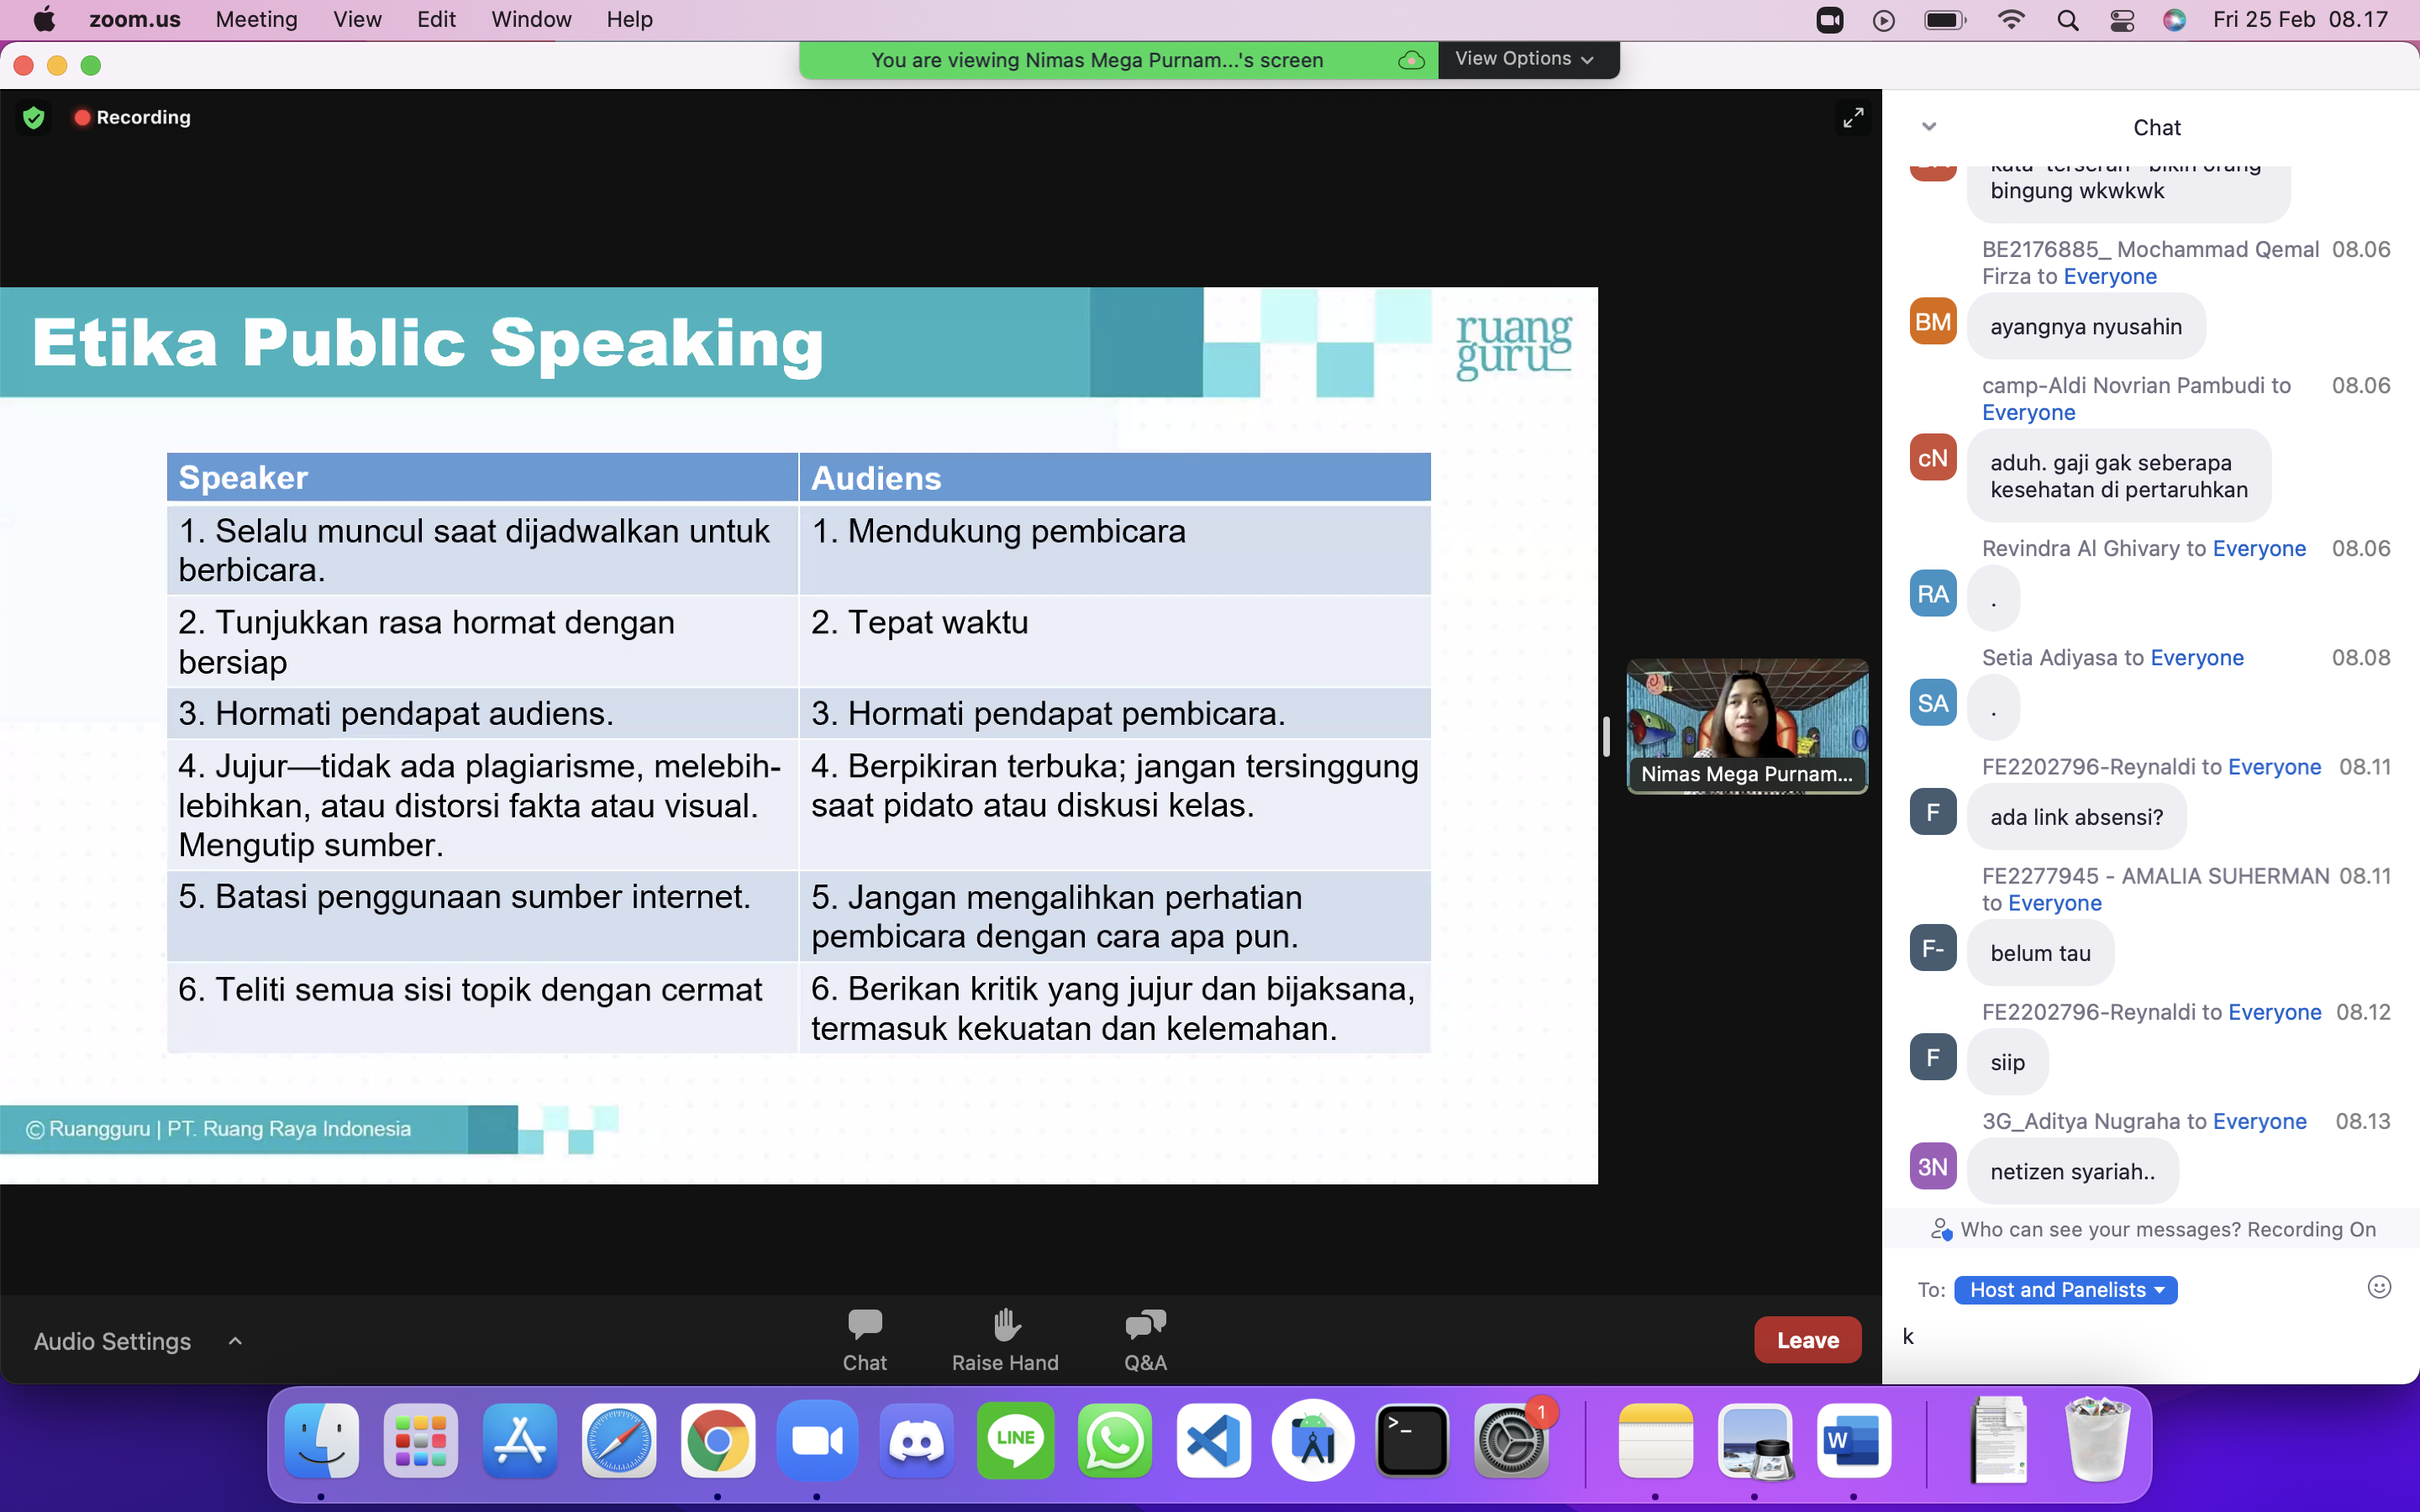 zoom.us Meeting View Edit Window Help Fri 25 Feb 08.17
You are viewing Nimas Mega Purnam...'s screen View Options
Recording
Etika Public Speaking
ruang
guru
Speaker
Audiens
1. Selalu muncul saat dijadwalkan untuk
berbicara.
1. Mendukung pembicara
2. Tunjukkan rasa hormat dengan
bersiap
2. Tepat waktu
3. Hormati pendapat audiens.
3. Hormati pendapat pembicara.
4. Jujur—tidak ada plagiarisme, melebih-
lebihkan, atau distorsi fakta atau visual.
Mengutip sumber.
4. Berpikiran terbuka; jangan tersinggung
saat pidato atau diskusi kelas.
5. Batasi penggunaan sumber internet.
5. Jangan mengalihkan perhatian
pembicara dengan cara apa pun.
6. Teliti semua sisi topik dengan cermat
6. Berikan kritik yang jujur dan bijaksana,
termasuk kekuatan dan kelemahan.
© Ruangguru | PT. Ruang Raya Indonesia
Nimas Mega Purnam...
Chat
kata "terserah" bikin orang
bingung wkwkwk
BE2176885_ Mochammad Qemal 08.06
Firza to Everyone
BM
ayangnya nyusahin
camp-Aldi Novrian Pambudi to 08.06
Everyone
cN
aduh. gaji gak seberapa
kesehatan di pertaruhkan
Revindra Al Ghivary to Everyone 08.06
RA
.
Setia Adiyasa to Everyone 08.08
SA
.
FE2202796-Reynaldi to Everyone 08.11
F
ada link absensi?
FE2277945 - AMALIA SUHERMAN 08.11
to Everyone
F-
belum tau
FE2202796-Reynaldi to Everyone 08.12
F
siip
3G_Aditya Nugraha to Everyone 08.13
3N
netizen syariah..
Who can see your messages? Recording On
To: Host and Panelists
k
Audio Settings
Chat
Raise Hand
Q&A
Leave
LINE
>_
1
W